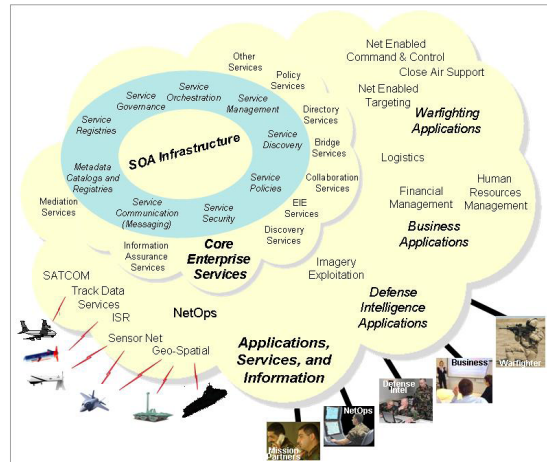 Other
Services
Policy
Services
Directory
Services
Bridge
Services
Collaboration
Services
EIE
Services
Discovery
Services
Information
Assurance
Services
Mediation
Services
Core
Enterprise
Services
SOA Infrastructure
Service
Orchestration
Service
Governance
Service
Management
Service
Registries
Service
Discovery
Metadata
Catalogs and
Registries
Service
Policies
Service
Communication
(Messaging)
Service
Security
Net Enabled
Command & Control
Close Air Support
Net Enabled
Targeting
Warfighting
Applications
Logistics
Financial
Management
Human
Resources
Management
Business
Applications
Imagery
Exploitation
Defense
Intelligence
Applications
SATCOM
Track Data
Services
ISR
Sensor Net
Geo-Spatial
NetOps
Applications,
Services, and
Information
Warfighter
Business
Defense
Intel
NetOps
Mission
Partners